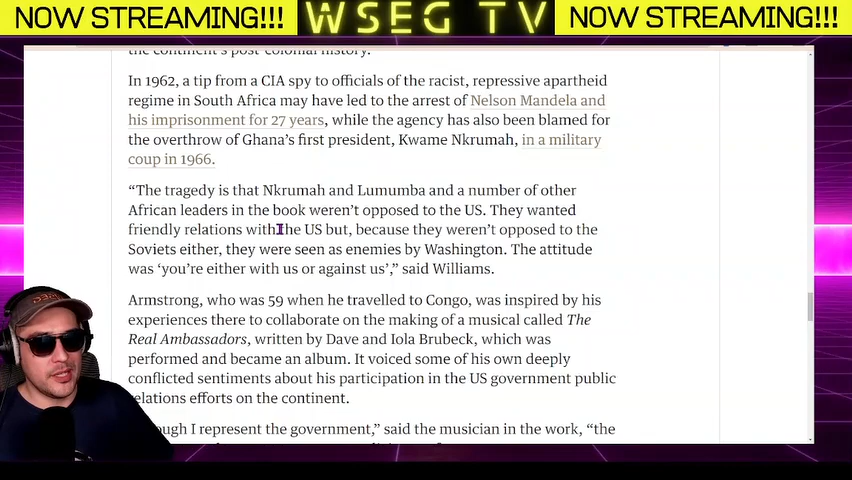 NOW STREAMING!!! WSEG TV NOW STREAMING!!!
the continent's post-colonial history.
In 1962, a tip from a CIA spy to officials of the racist, repressive apartheid
regime in South Africa may have led to the arrest of Nelson Mandela and
his imprisonment for 27 years, while the agency has also been blamed for
the overthrow of Ghana's first president, Kwame Nkrumah, in a military
coup in 1966.
“The tragedy is that Nkrumah and Lumumba and a number of other
African leaders in the book weren't opposed to the US. They wanted
friendly relations with the US but, because they weren't opposed to the
Soviets either, they were seen as enemies by Washington. The attitude
was ‘you're either with us or against us’,” said Williams.
Armstrong, who was 59 when he travelled to Congo, was inspired by his
experiences there to collaborate on the making of a musical called The
Real Ambassadors, written by Dave and Iola Brubeck, which was
performed and became an album. It voiced some of his own deeply
conflicted sentiments about his participation in the US government public
relations efforts on the continent.
I represent the government,” said the musician in the work, “the